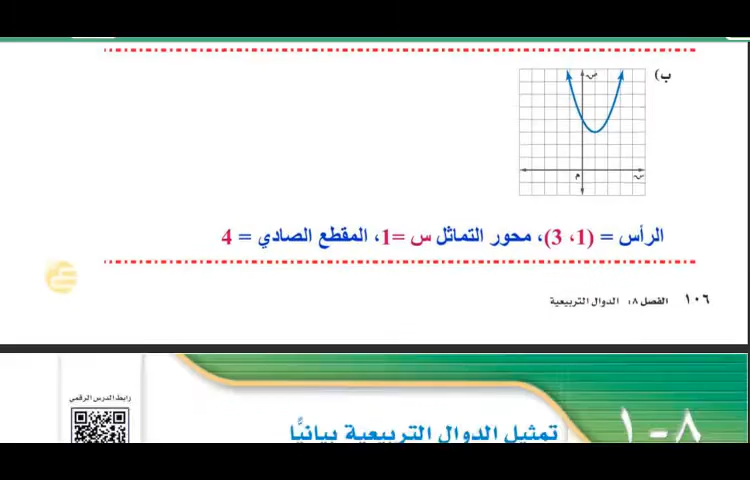 ب)
ص
م
س
الرأس = (1، 3)، محور التماثل س =1، المقطع الصادي = 4
١٠٦ الفصل ٨: الدوال التربيعية
رابط الدرس الرقمي
٨-١
تمثيل الدوال التربيعية بيانيًّا